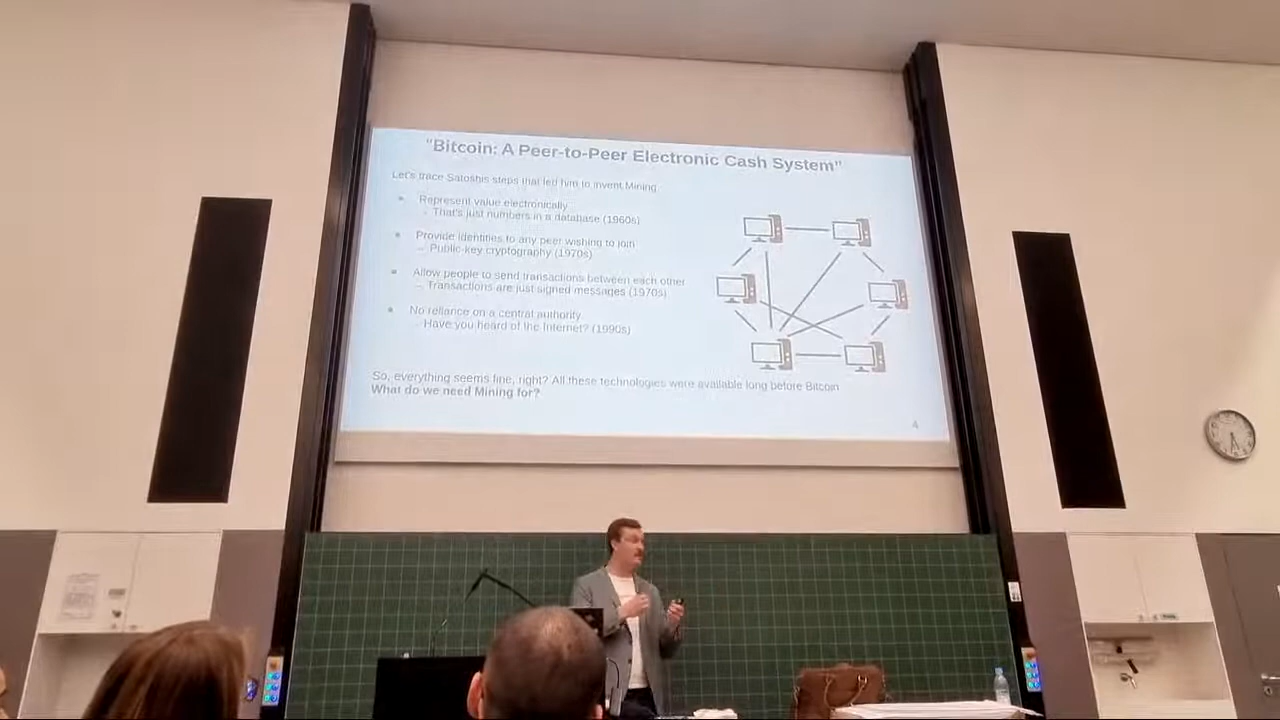 "Bitcoin: A Peer-to-Peer Electronic Cash System"
Let's trace Satoshis steps that led him to invent Mining
Represent value electronically
- That's just numbers in a database (1960s)
Provide identities to any peer wishing to join
- Public-key cryptography (1970s)
Allow people to send transactions between each other
- Transactions are just signed messages (1970s)
No reliance on a central authority
- Have you heard of the Internet? (1990s)
So, everything seems fine, right? All these technologies were available long before Bitcoin
What do we need Mining for?
4